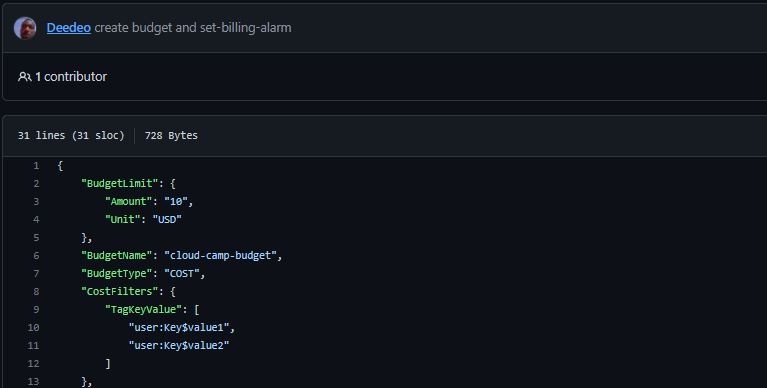 Deedeo create budget and set-billing-alarm
1 contributor
31 lines (31 sloc) 728 Bytes
1 {
2 "BudgetLimit": {
3 "Amount": "10",
4 "Unit": "USD"
5 },
6 "BudgetName": "cloud-camp-budget",
7 "BudgetType": "COST",
8 "CostFilters": {
9 "TagKeyValue": [
10 "user:Key$value1",
11 "user:Key$value2"
12 ]
13 },